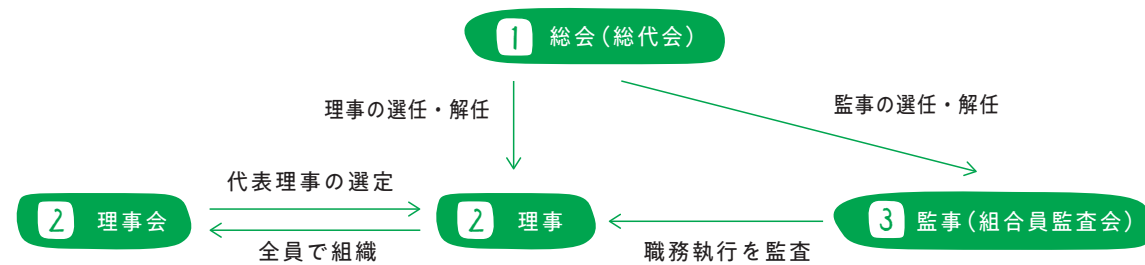 1 総会(総代会)
理事の選任・解任
監事の選任・解任
代表理事の選定
2 理事会
2 理事
3 監事(組合員監査会)
全員で組織
職務執行を監査